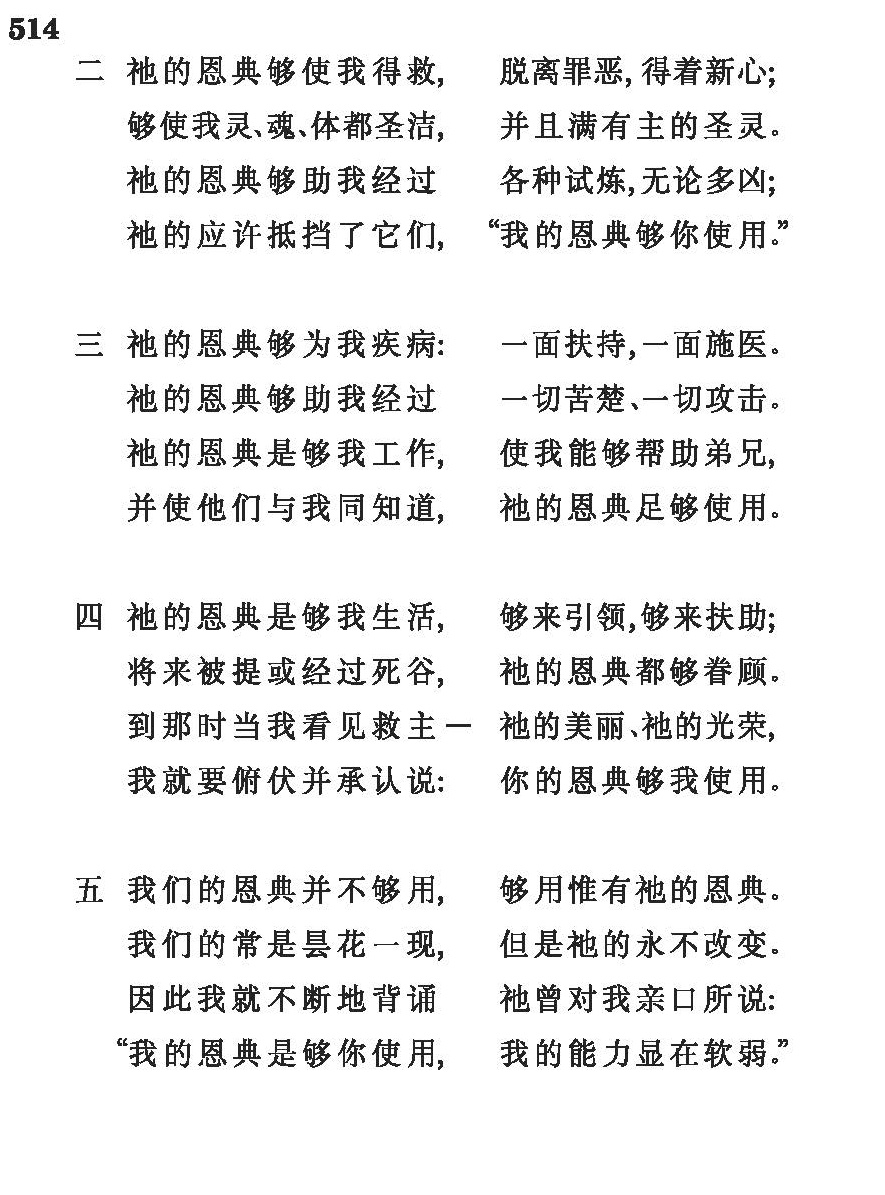 514
二 祂的恩典够使我得救, 脱离罪恶, 得着新心;
够使我灵、魂、体都圣洁, 并且满有主的圣灵。
祂的恩典够助我经过 各种试炼, 无论多凶;
祂的应许抵挡了它们, “我的恩典够你使用。”
三 祂的恩典够为我疾病: 一面扶持, 一面施医。
祂的恩典够助我经过 一切苦楚、一切攻击。
祂的恩典是够我工作, 使我能够帮助弟兄,
并使他们与我同知道, 祂的恩典足够使用。
四 祂的恩典是够我生活, 够来引领, 够来扶助;
将来被提或经过死谷, 祂的恩典都够眷顾。
到那时当我看见救主— 祂的美丽、祂的光荣,
我就要俯伏并承认说: 你的恩典够我使用。
五 我们的恩典并不够用, 够用惟有祂的恩典。
我们的常是昙花一现, 但是祂的永不改变。
因此我就不断地背诵 祂曾对我亲口所说:
“我的恩典是够你使用, 我的能力显在软弱。”